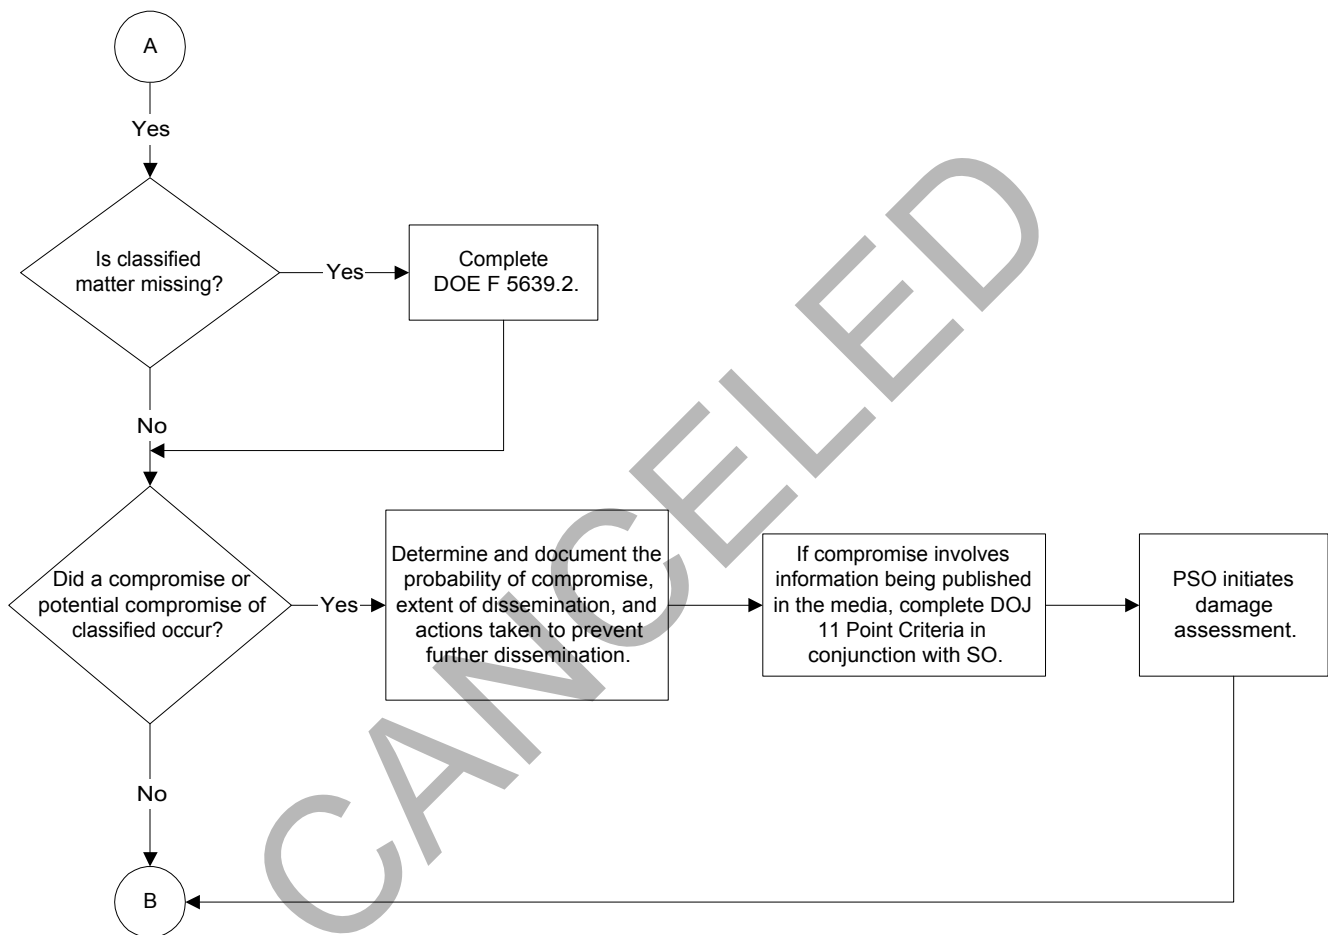 A
Yes
Is classified
matter missing?
Yes
Complete
DOE F 5639.2.
No
Did a compromise or
potential compromise of
classified occur?
Yes
Determine and document the
probability of compromise,
extent of dissemination, and
actions taken to prevent
further dissemination.
If compromise involves
information being published
in the media, complete DOJ
11 Point Criteria in
conjunction with SO.
PSO initiates
damage
assessment.
No
B
CANCELED